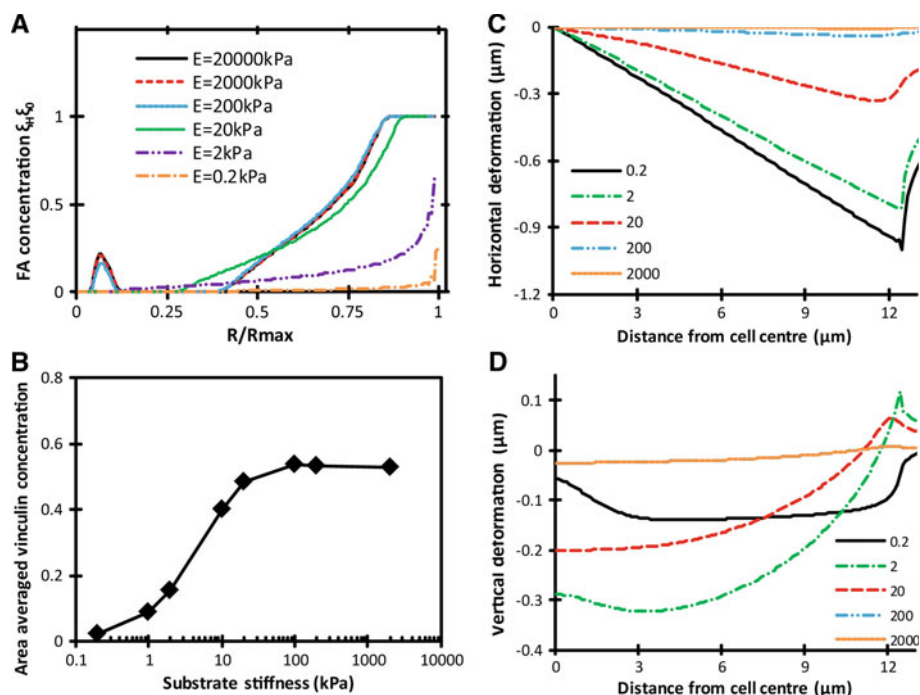 A
FA concentration ξHξ0
1
0.5
0
E=20000kPa
E=2000kPa
E=200kPa
E=20kPa
E=2kPa
E=0.2kPa
0 0.25 0.5 0.75 1
R/Rmax
B
Area averaged vinculin concentration
0.8
0.6
0.4
0.2
0
0.1 1 10 100 1000 10000
Substrate stiffness (kPa)
C
Horizontal deformation (µm)
0
-0.3
-0.6
-0.9
-1.2
0.2
2
20
200
2000
0 3 6 9 12
Distance from cell centre (µm)
D
Vertical deformation (µm)
0.1
0
-0.1
-0.2
-0.3
-0.4
0.2
2
20
200
2000
0 3 6 9 12
Distance from cell centre (µm)